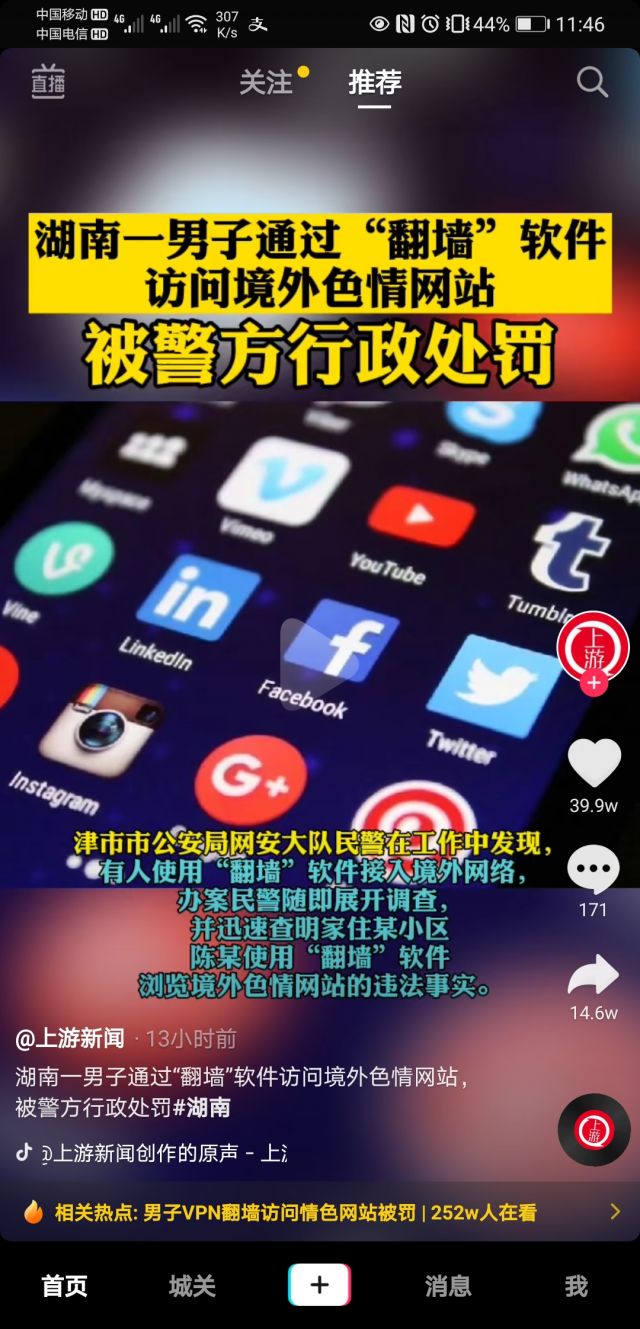 中国移动 HD 4G 4G 307 K/s 支 44% 11:46
中国电信 HD
直播 关注 推荐
湖南一男子通过“翻墙”软件
访问境外色情网站
被警方行政处罚
Viber Skype WhatsApp
Myspace Vimeo YouTube Tumblr
Vine LinkedIn Facebook Twitter
上游
Instagram G+
39.9w
津市市公安局网安大队民警在工作中发现，
有人使用“翻墙”软件接入境外网络，
办案民警随即展开调查，
并迅速查明家住某小区
陈某使用“翻墙”软件
浏览境外色情网站的违法事实。
171
14.6w
@上游新闻 · 13小时前
湖南一男子通过“翻墙”软件访问境外色情网站，
被警方行政处罚#湖南
上游
@上游新闻创作的原声 - 上游
相关热点: 男子VPN翻墙访问情色网站被罚 | 252w人在看
首页 城关 + 消息 我